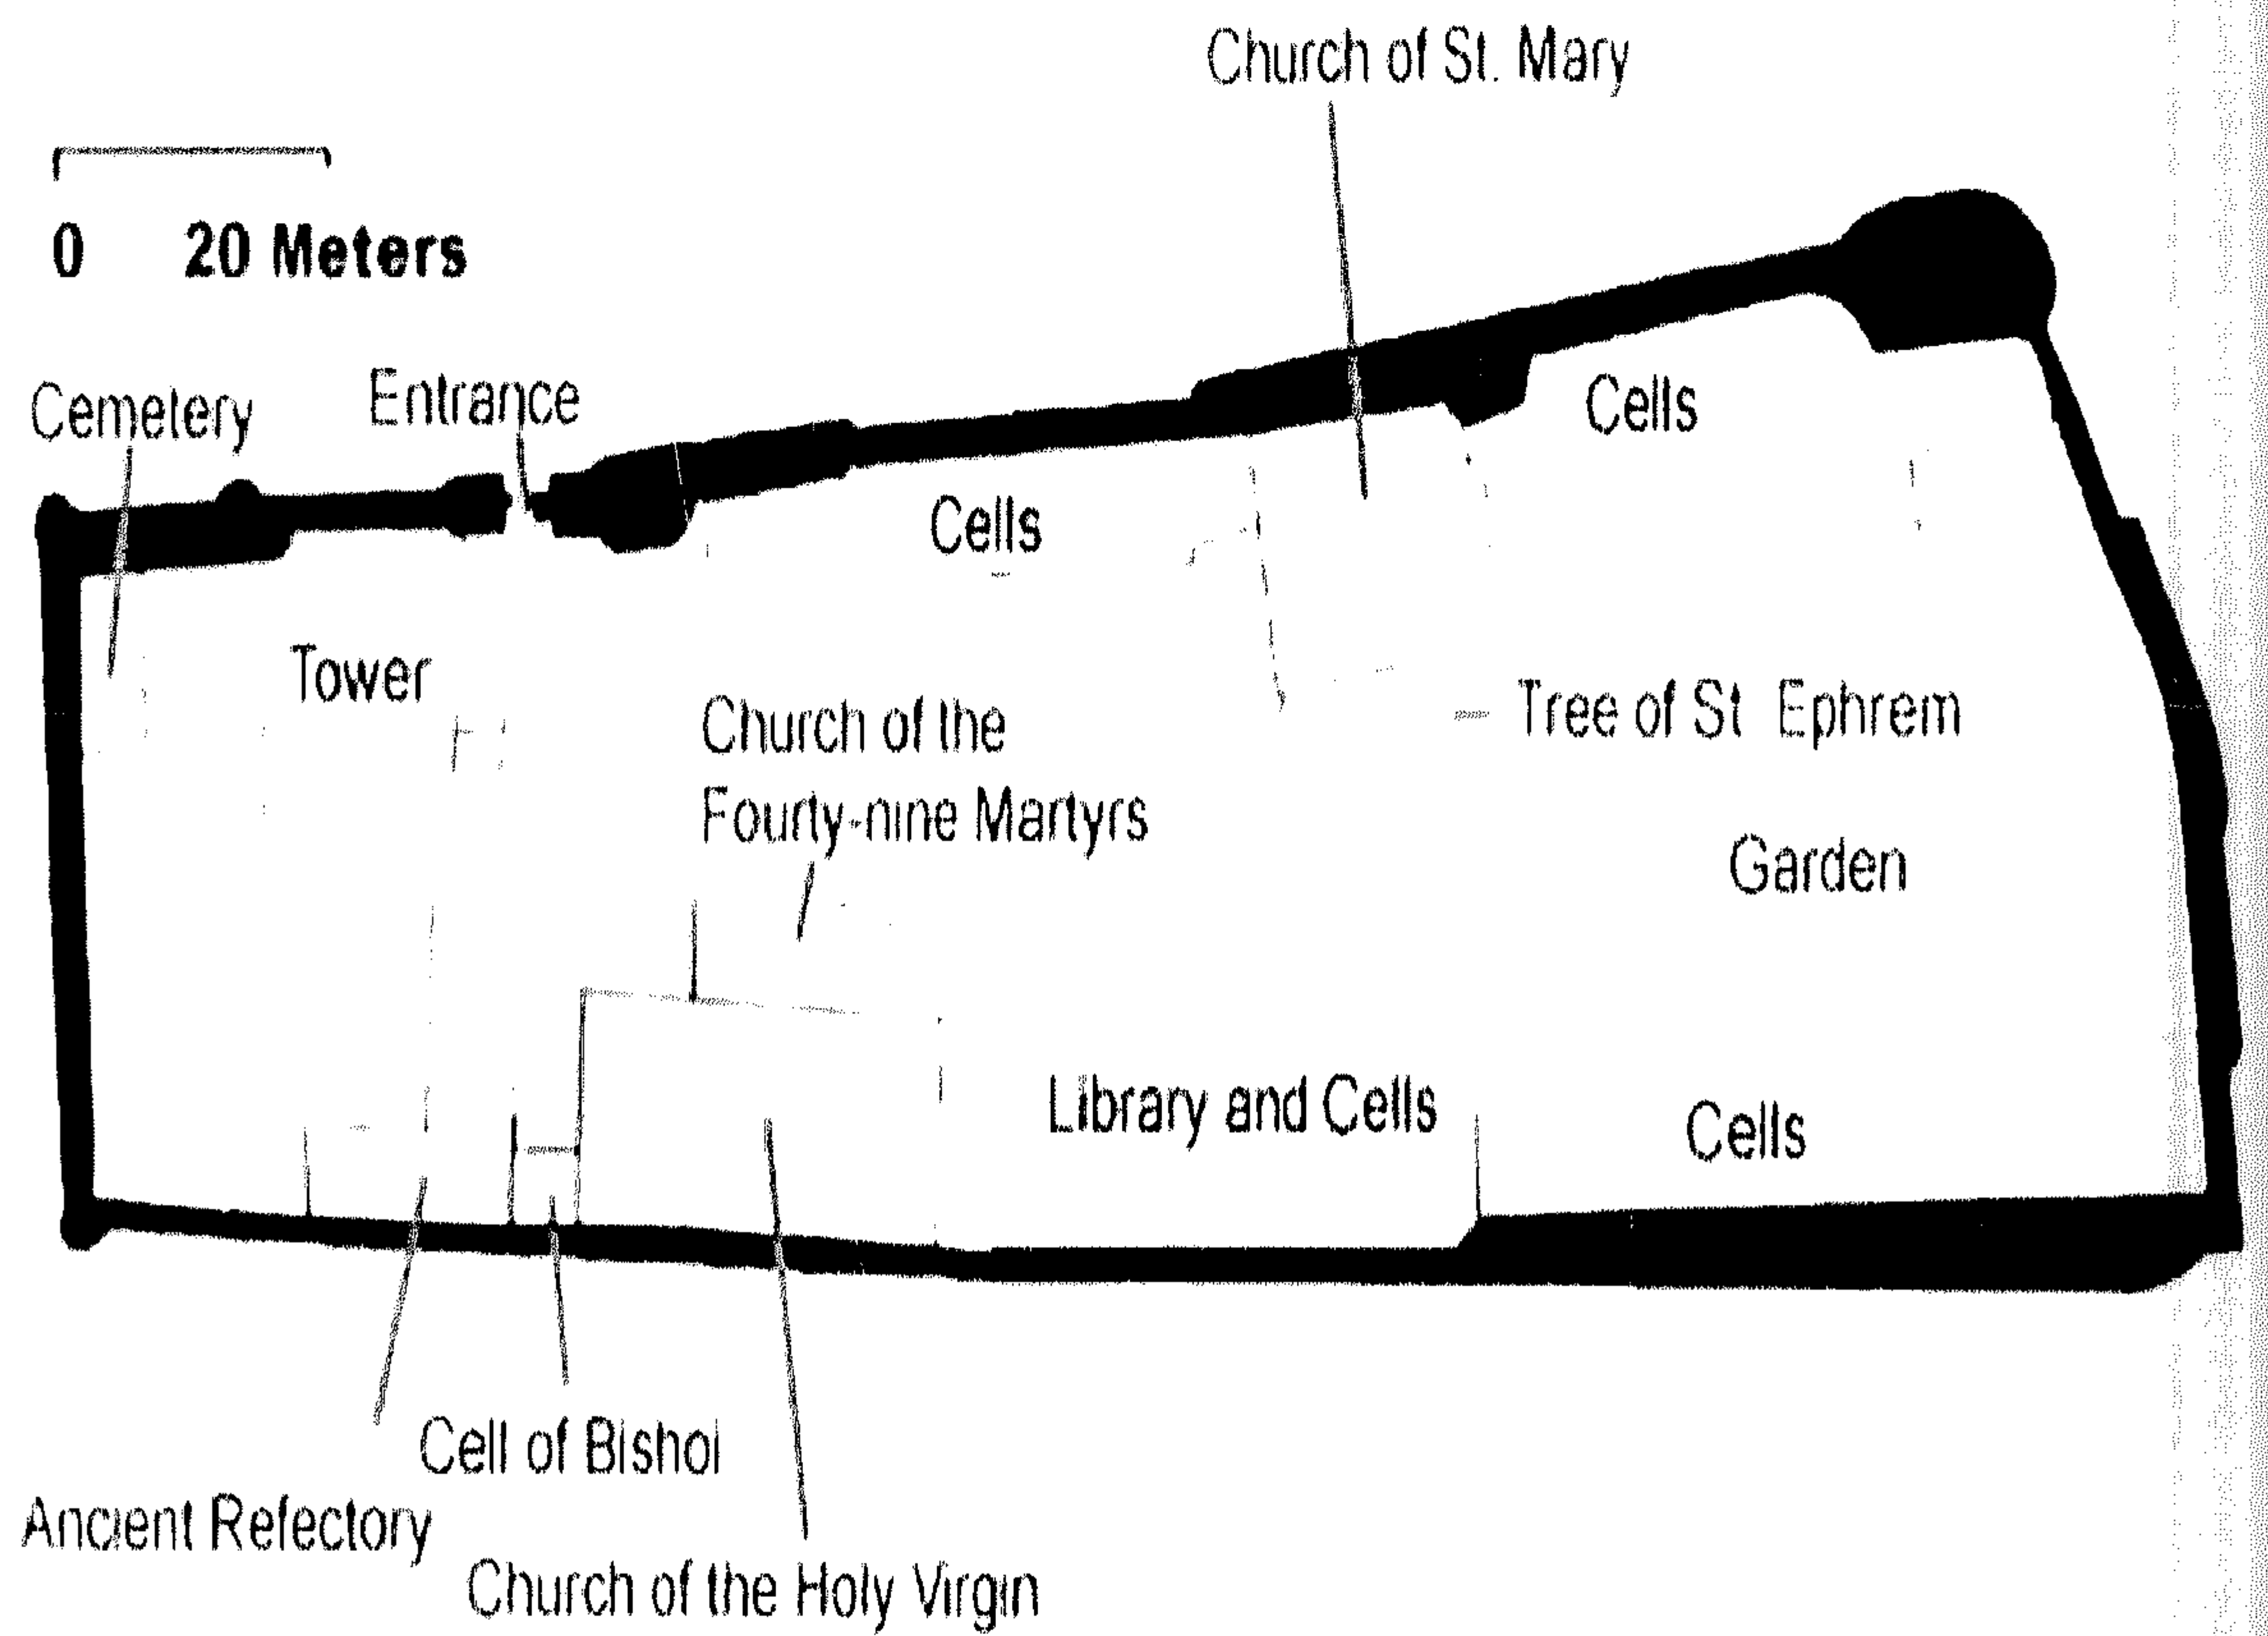 Church of St. Mary
0 20 Meters
Cemetery
Entrance
Cells
Cells
Tower
Church of the
Fourty-nine Martyrs
Tree of St Ephrem
Garden
Library and Cells
Cells
Cell of Bishoi
Ancient Refectory
Church of the Holy Virgin